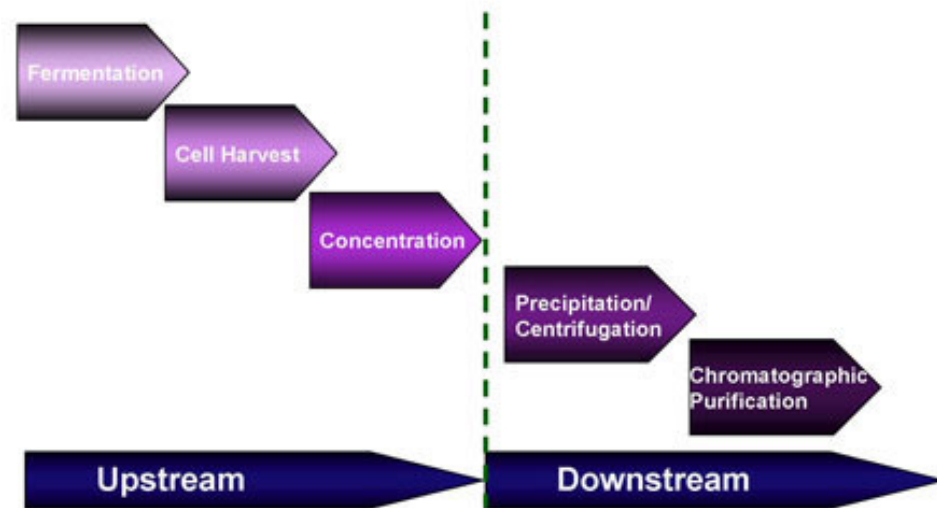 Fermentation
Cell Harvest
Concentration
Precipitation/
Centrifugation
Chromatographic
Purification
Upstream
Downstream